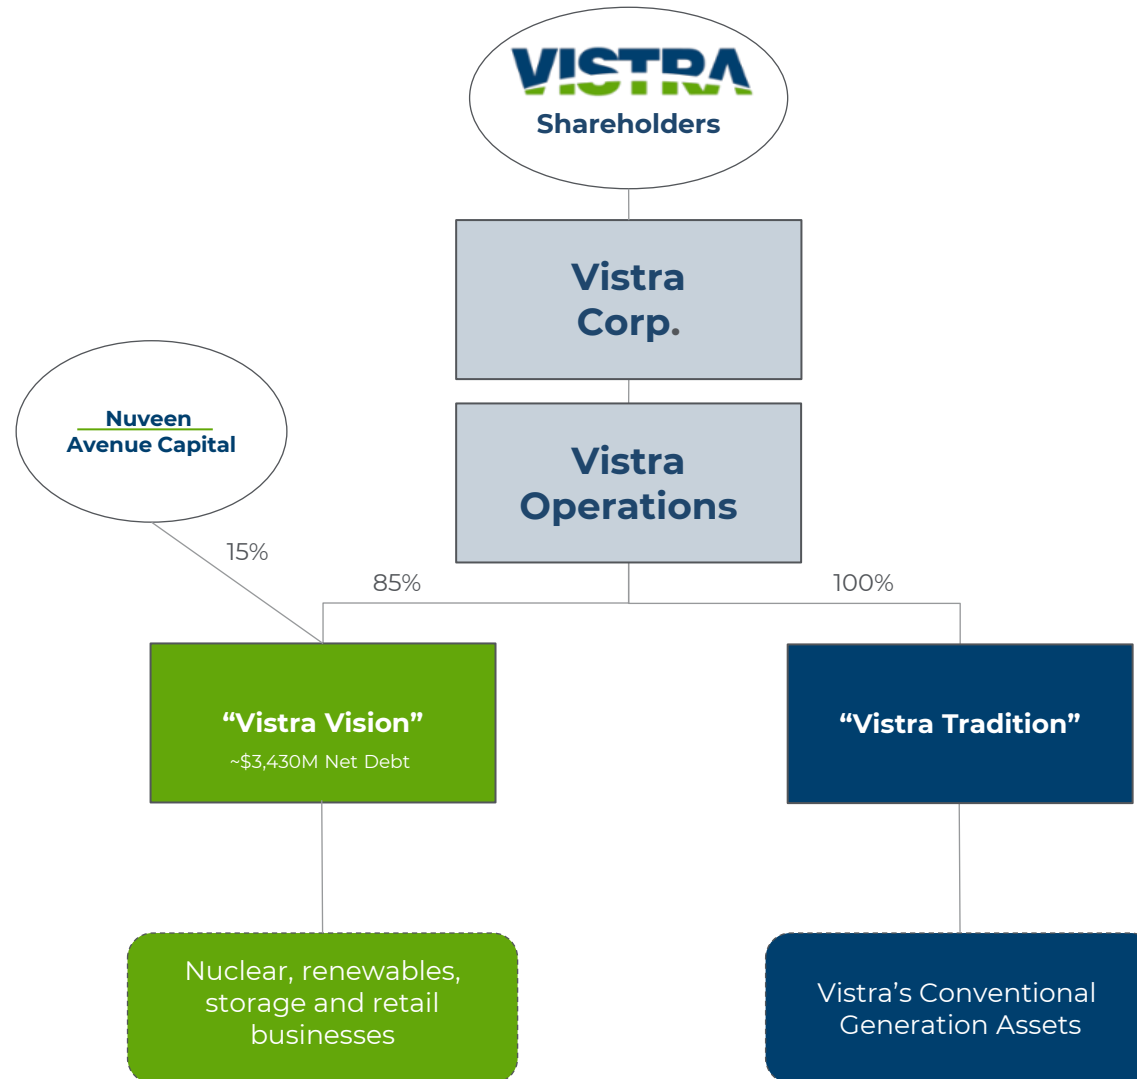 VISTRA
Shareholders
Vistra
Corp.
Nuveen
Avenue Capital
Vistra
Operations
15%
85%
100%
“Vistra Vision”
~$3,430M Net Debt
“Vistra Tradition”
Nuclear, renewables,
storage and retail
businesses
Vistra’s Conventional
Generation Assets